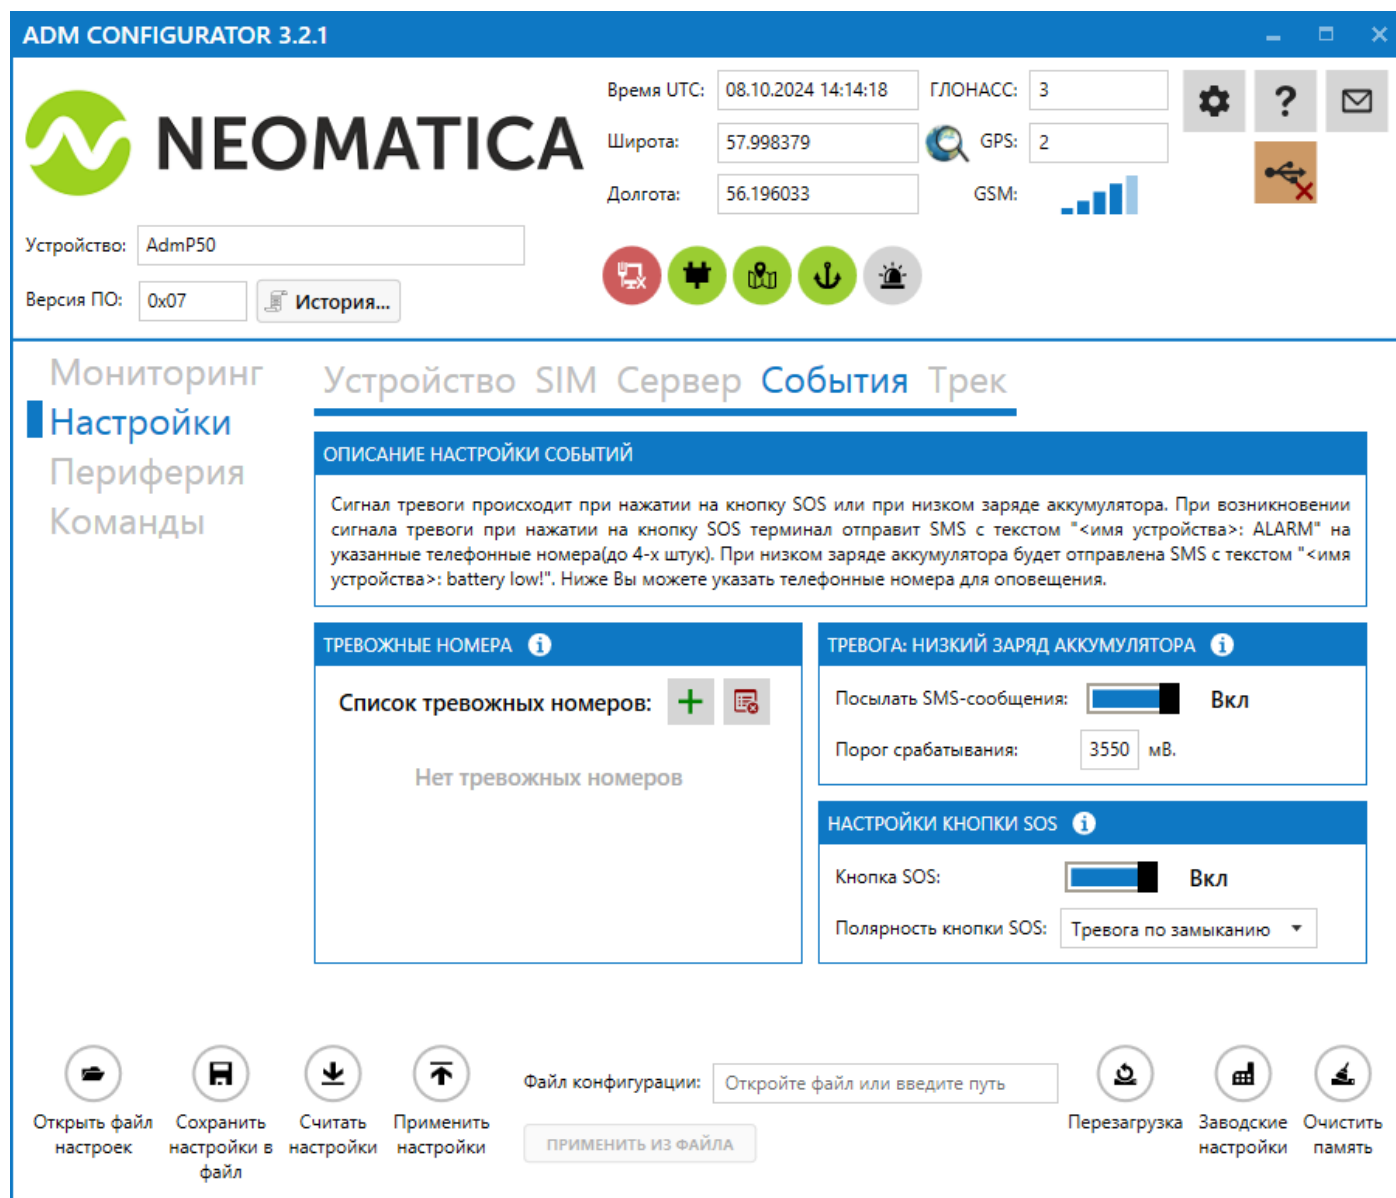 ADM CONFIGURATOR 3.2.1
NEOMATICA
Время UTC: 08.10.2024 14:14:18 ГЛОНАСС: 3
Широта: 57.998379 GPS: 2
Долгота: 56.196033 GSM:
Устройство: AdmP50
Версия ПО: 0x07 История...
Мониторинг
Настройки
Периферия
Команды
Устройство SIM Сервер События Трек
ОПИСАНИЕ НАСТРОЙКИ СОБЫТИЙ
Сигнал тревоги происходит при нажатии на кнопку SOS или при низком заряде аккумулятора. При возникновении
сигнала тревоги при нажатии на кнопку SOS терминал отправит SMS с текстом "<имя устройства>: ALARM" на
указанные телефонные номера(до 4-х штук). При низком заряде аккумулятора будет отправлена SMS с текстом "<имя
устройства>: battery low!". Ниже Вы можете указать телефонные номера для оповещения.
ТРЕВОЖНЫЕ НОМЕРА
Список тревожных номеров:
Нет тревожных номеров
ТРЕВОГА: НИЗКИЙ ЗАРЯД АККУМУЛЯТОРА
Посылать SMS-сообщения: Вкл
Порог срабатывания: 3550 мВ.
НАСТРОЙКИ КНОПКИ SOS
Кнопка SOS: Вкл
Полярность кнопки SOS: Тревога по замыканию
Открыть файл
настроек
Сохранить
настройки в
файл
Считать
настройки
Применить
настройки
Файл конфигурации: Откройте файл или введите путь
ПРИМЕНИТЬ ИЗ ФАЙЛА
Перезагрузка
Заводские
настройки
Очистить
память